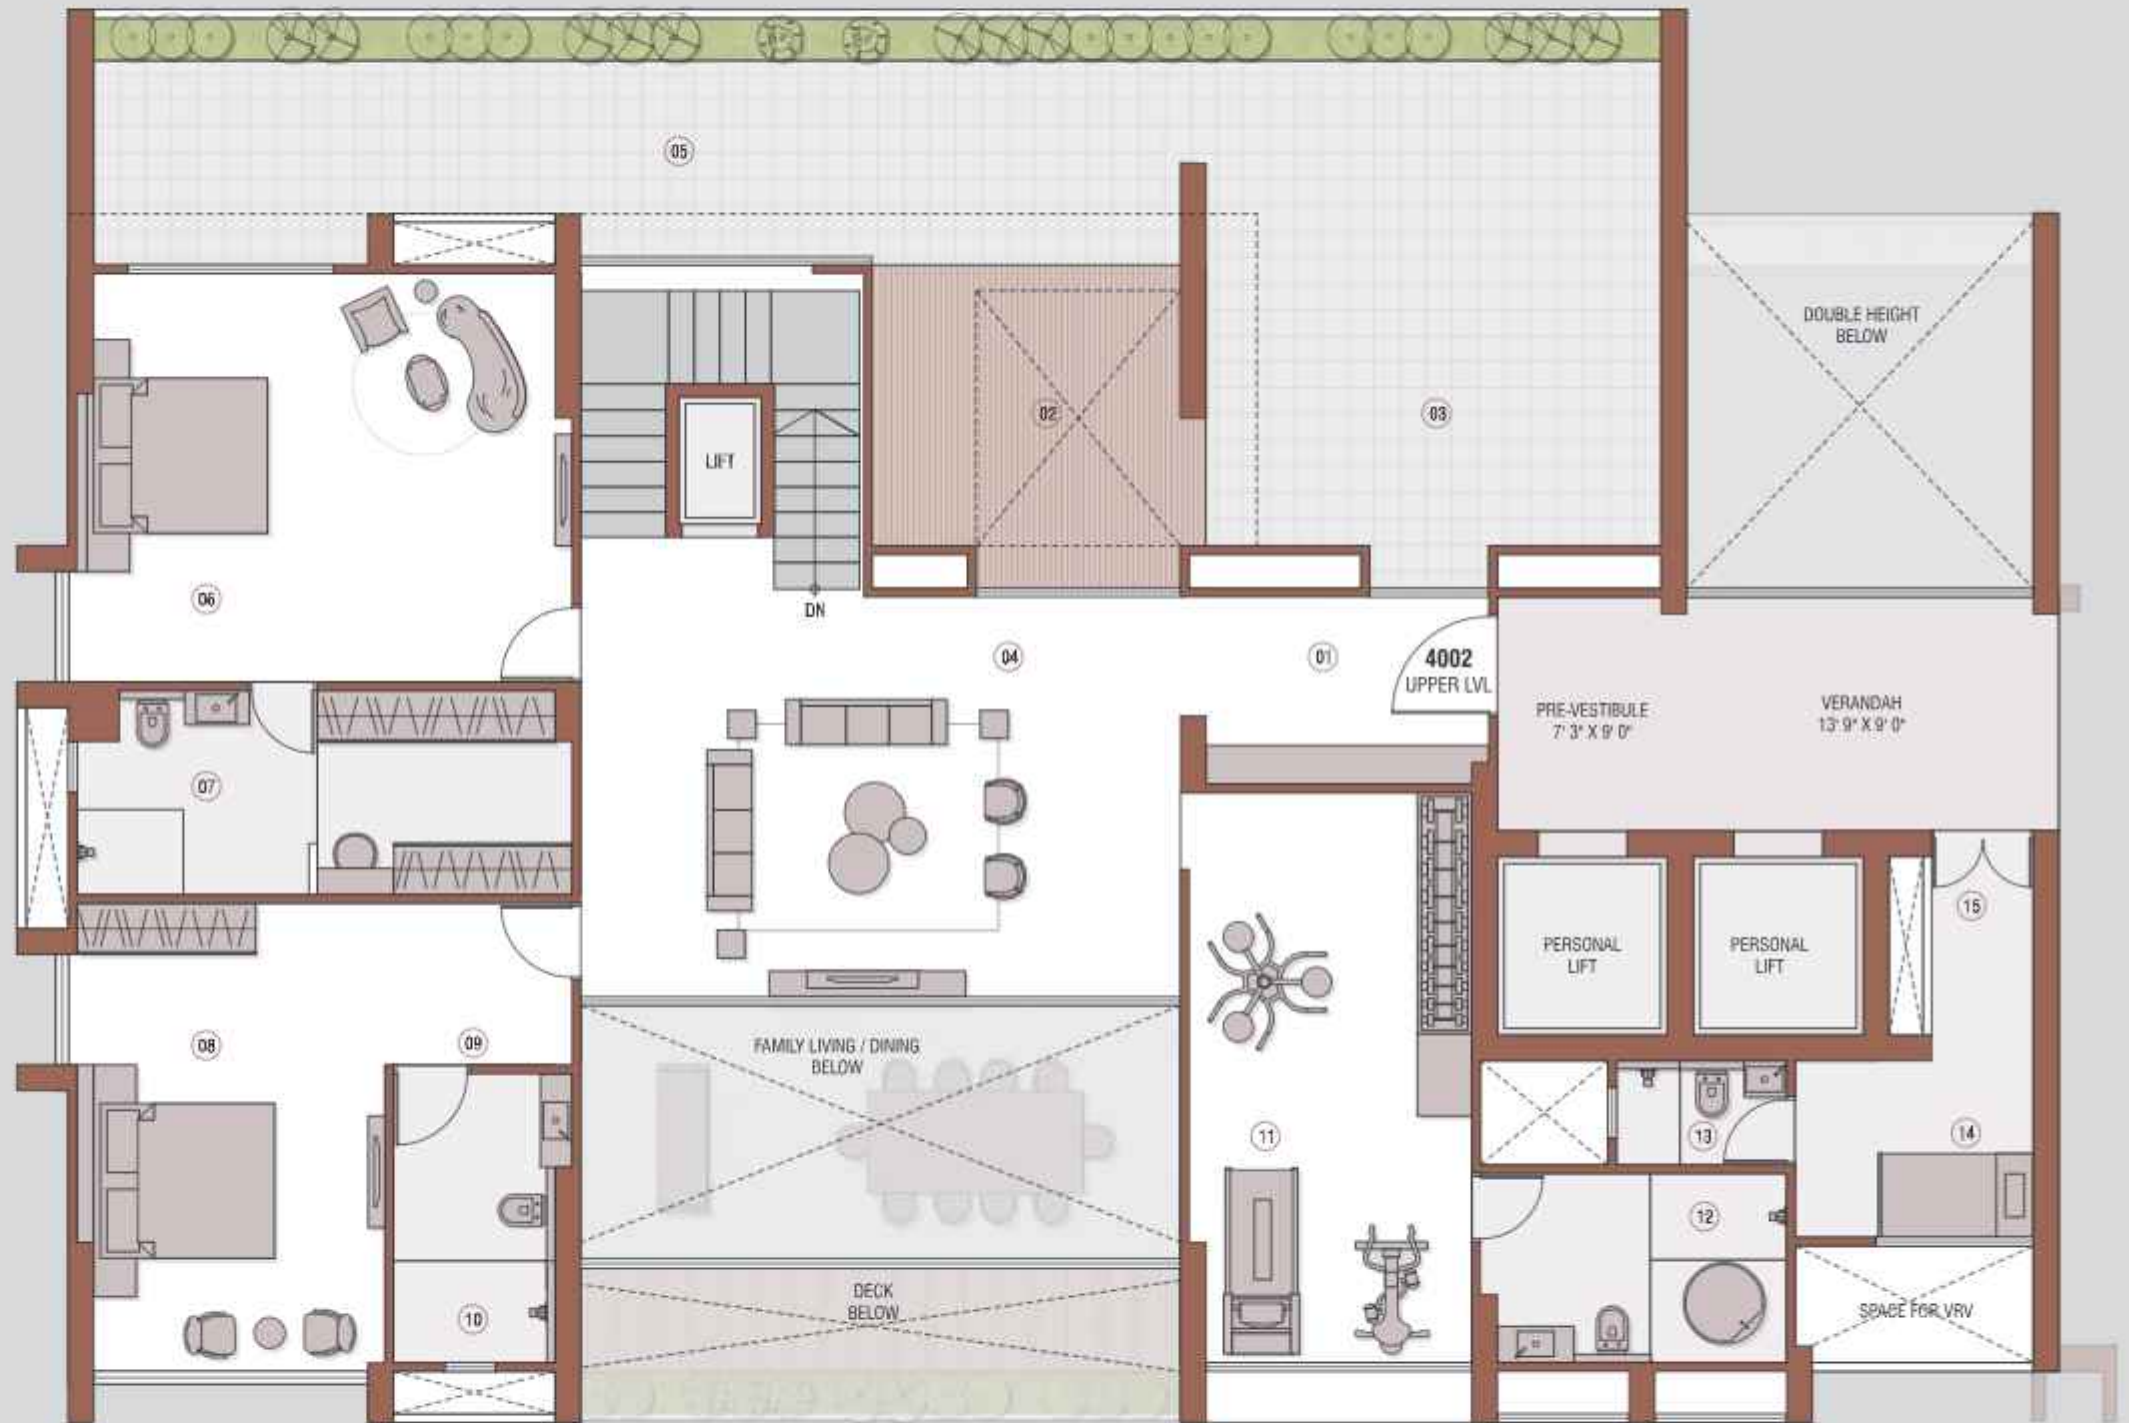 05
DOUBLE HEIGHT
BELOW
02
03
LIFT
06
DN
04
01
4002
UPPER LVL
PRE-VESTIBULE
7' 3" X 9' 0"
VERANDAH
13' 9" X 9' 0"
07
15
PERSONAL
LIFT
PERSONAL
LIFT
08
09
FAMILY LIVING / DINING
BELOW
11
13
14
12
DECK
BELOW
10
SPACE FOR VRV